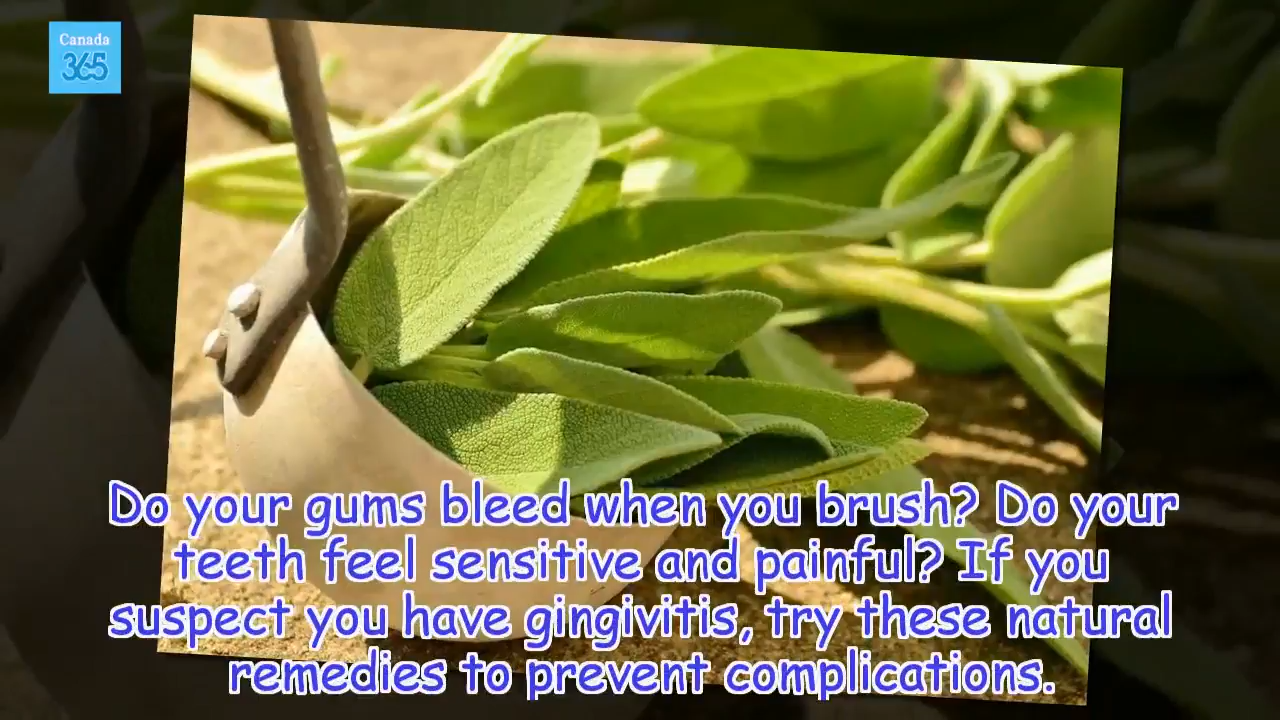 Canada
365
Do your gums bleed when you brush? Do your
teeth feel sensitive and painful? If you
suspect you have gingivitis, try these natural
remedies to prevent complications.